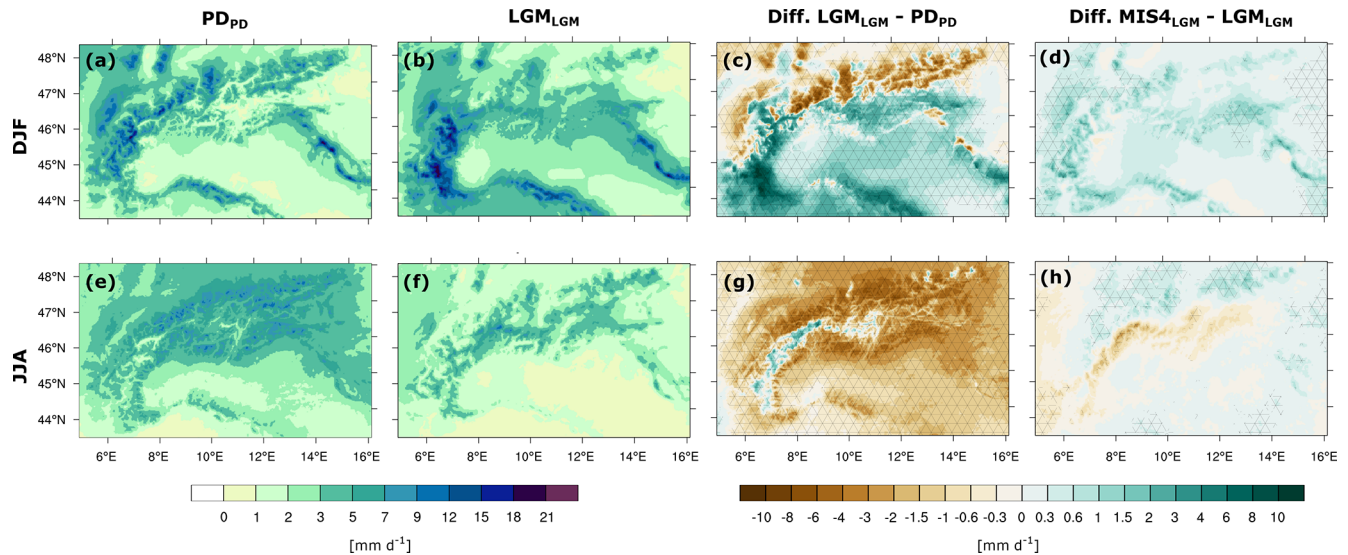 PD_PD LGM_LGM Diff. LGM_LGM - PD_PD Diff. MIS4_LGM - LGM_LGM
DJF
(a) (b) (c) (d)
48°N
47°N
46°N
45°N
44°N
JJA
(e) (f) (g) (h)
48°N
47°N
46°N
45°N
44°N
6°E 8°E 10°E 12°E 14°E 16°E 6°E 8°E 10°E 12°E 14°E 16°E 6°E 8°E 10°E 12°E 14°E 16°E 6°E 8°E 10°E 12°E 14°E 16°E
0 1 2 3 5 7 9 12 15 18 21 -10 -8 -6 -4 -3 -2 -1.5 -1 -0.6 -0.3 0 0.3 0.6 1 1.5 2 3 4 6 8 10
[mm d⁻¹] [mm d⁻¹]